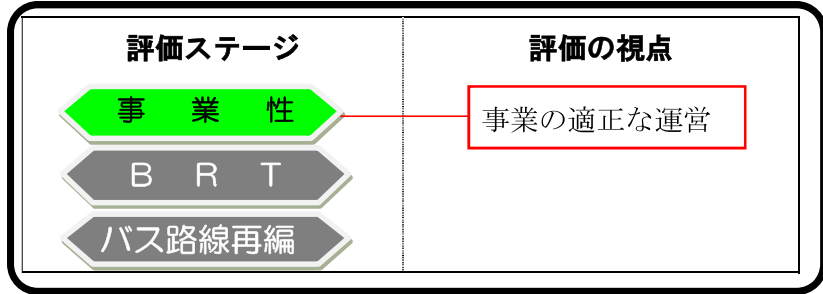 評価ステージ
評価の視点
事業性
事業の適正な運営
BRT
バス路線再編